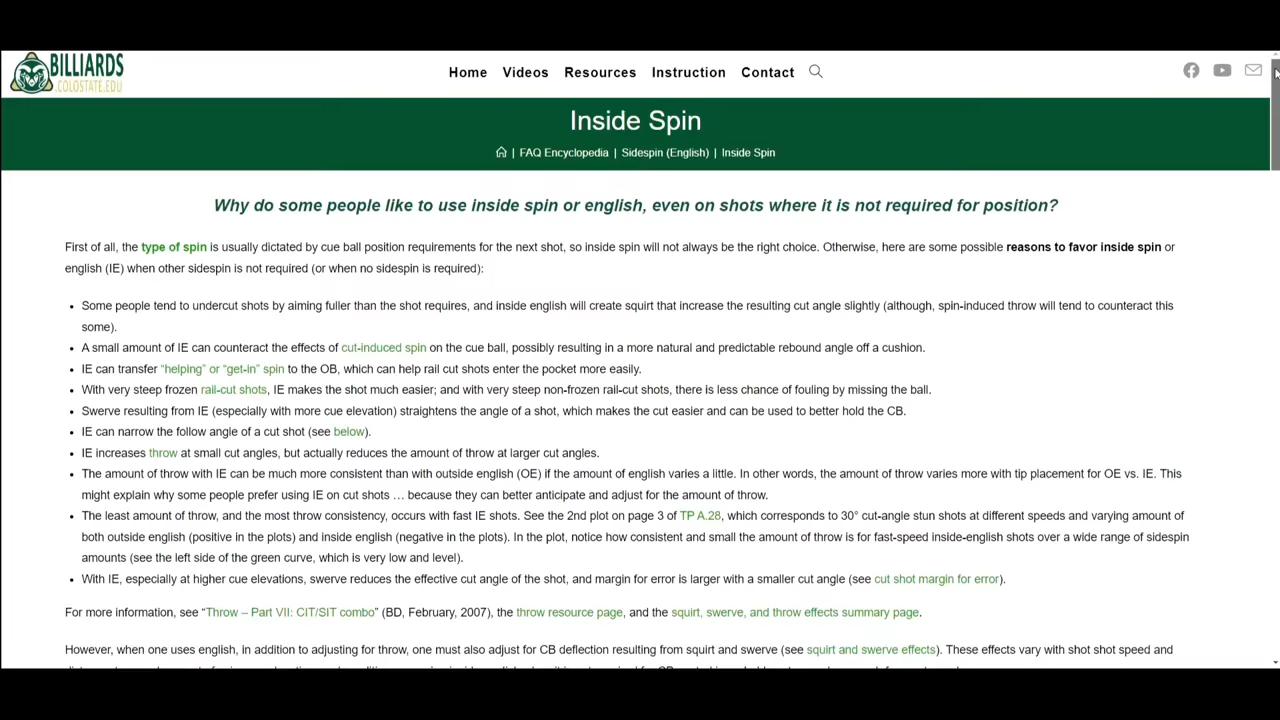 BILLIARDS
.COLOSTATE.EDU
Home Videos Resources Instruction Contact
Inside Spin
| FAQ Encyclopedia | Sidespin (English) | Inside Spin
Why do some people like to use inside spin or english, even on shots where it is not required for position?
First of all, the type of spin is usually dictated by cue ball position requirements for the next shot, so inside spin will not always be the right choice. Otherwise, here are some possible reasons to favor inside spin or
english (IE) when other sidespin is not required (or when no sidespin is required):
• Some people tend to undercut shots by aiming fuller than the shot requires, and inside english will create squirt that increase the resulting cut angle slightly (although, spin-induced throw will tend to counteract this
some).
• A small amount of IE can counteract the effects of cut-induced spin on the cue ball, possibly resulting in a more natural and predictable rebound angle off a cushion.
• IE can transfer “helping” or “get-in” spin to the OB, which can help rail cut shots enter the pocket more easily.
• With very steep frozen rail-cut shots, IE makes the shot much easier; and with very steep non-frozen rail-cut shots, there is less chance of fouling by missing the ball.
• Swerve resulting from IE (especially with more cue elevation) straightens the angle of a shot, which makes the cut easier and can be used to better hold the CB.
• IE can narrow the follow angle of a cut shot (see below).
• IE increases throw at small cut angles, but actually reduces the amount of throw at larger cut angles.
• The amount of throw with IE can be much more consistent than with outside english (OE) if the amount of english varies a little. In other words, the amount of throw varies more with tip placement for OE vs. IE. This
might explain why some people prefer using IE on cut shots … because they can better anticipate and adjust for the amount of throw.
• The least amount of throw, and the most throw consistency, occurs with fast IE shots. See the 2nd plot on page 3 of TP A.28, which corresponds to 30° cut-angle stun shots at different speeds and varying amount of
both outside english (positive in the plots) and inside english (negative in the plots). In the plot, notice how consistent and small the amount of throw is for fast-speed inside-english shots over a wide range of sidespin
amounts (see the left side of the green curve, which is very low and level).
• With IE, especially at higher cue elevations, swerve reduces the effective cut angle of the shot, and margin for error is larger with a smaller cut angle (see cut shot margin for error).
For more information, see “Throw – Part VII: CIT/SIT combo” (BD, February, 2007), the throw resource page, and the squirt, swerve, and throw effects summary page.
However, when one uses english, in addition to adjusting for throw, one must also adjust for CB deflection resulting from squirt and swerve (see squirt and swerve effects). These effects vary with shot shot speed and